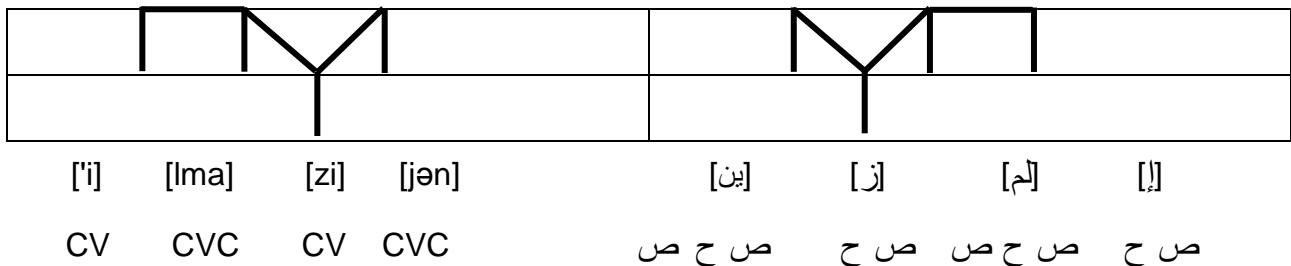 ['i] [lma] [zi] [jən] [إ] [لم] [ز] [ين]
CV CVC CV CVC ص ح ص ح ص ص ح ص ح ص